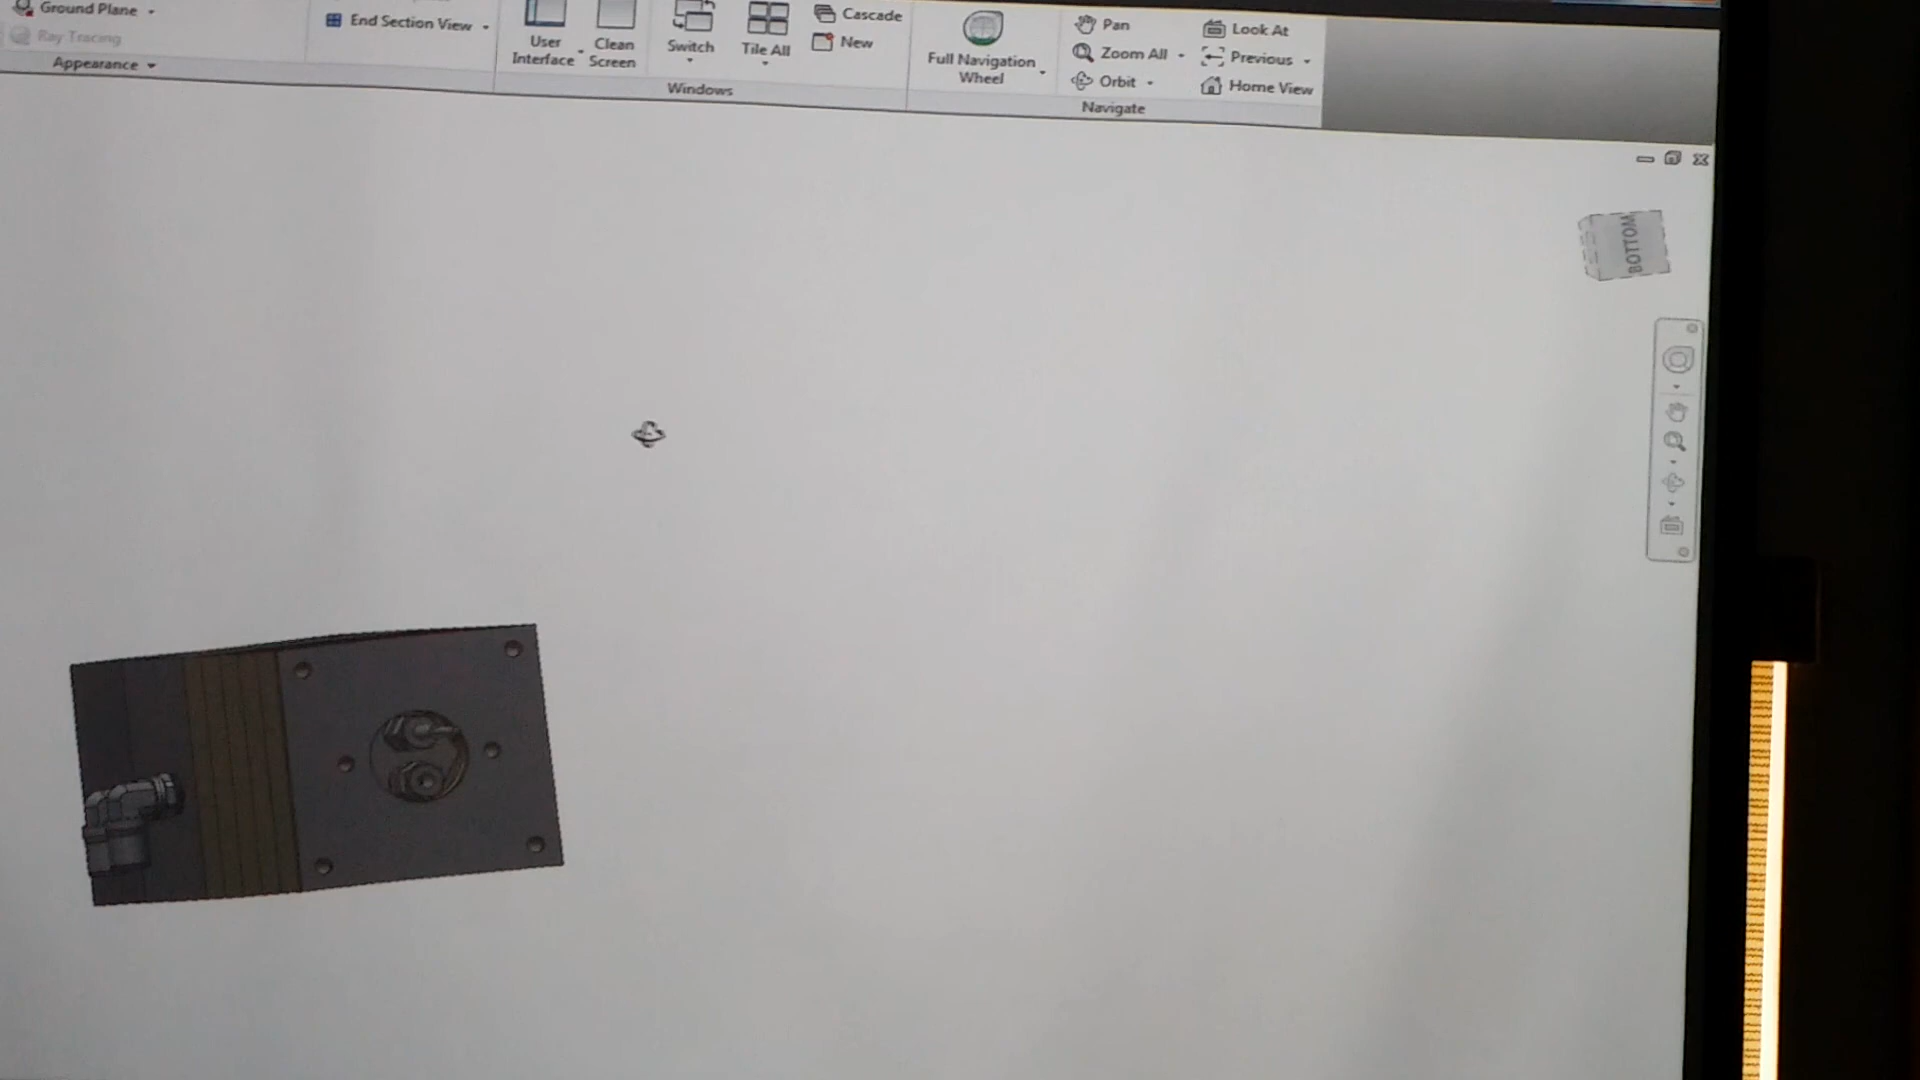 Ground Plane
Ray Tracing
Appearance
End Section View
User Interface
Clean Screen
Switch
Tile All
Cascade
New
Windows
Full Navigation Wheel
Pan
Zoom All
Orbit
Look At
Previous
Home View
Navigate
BOTTOM